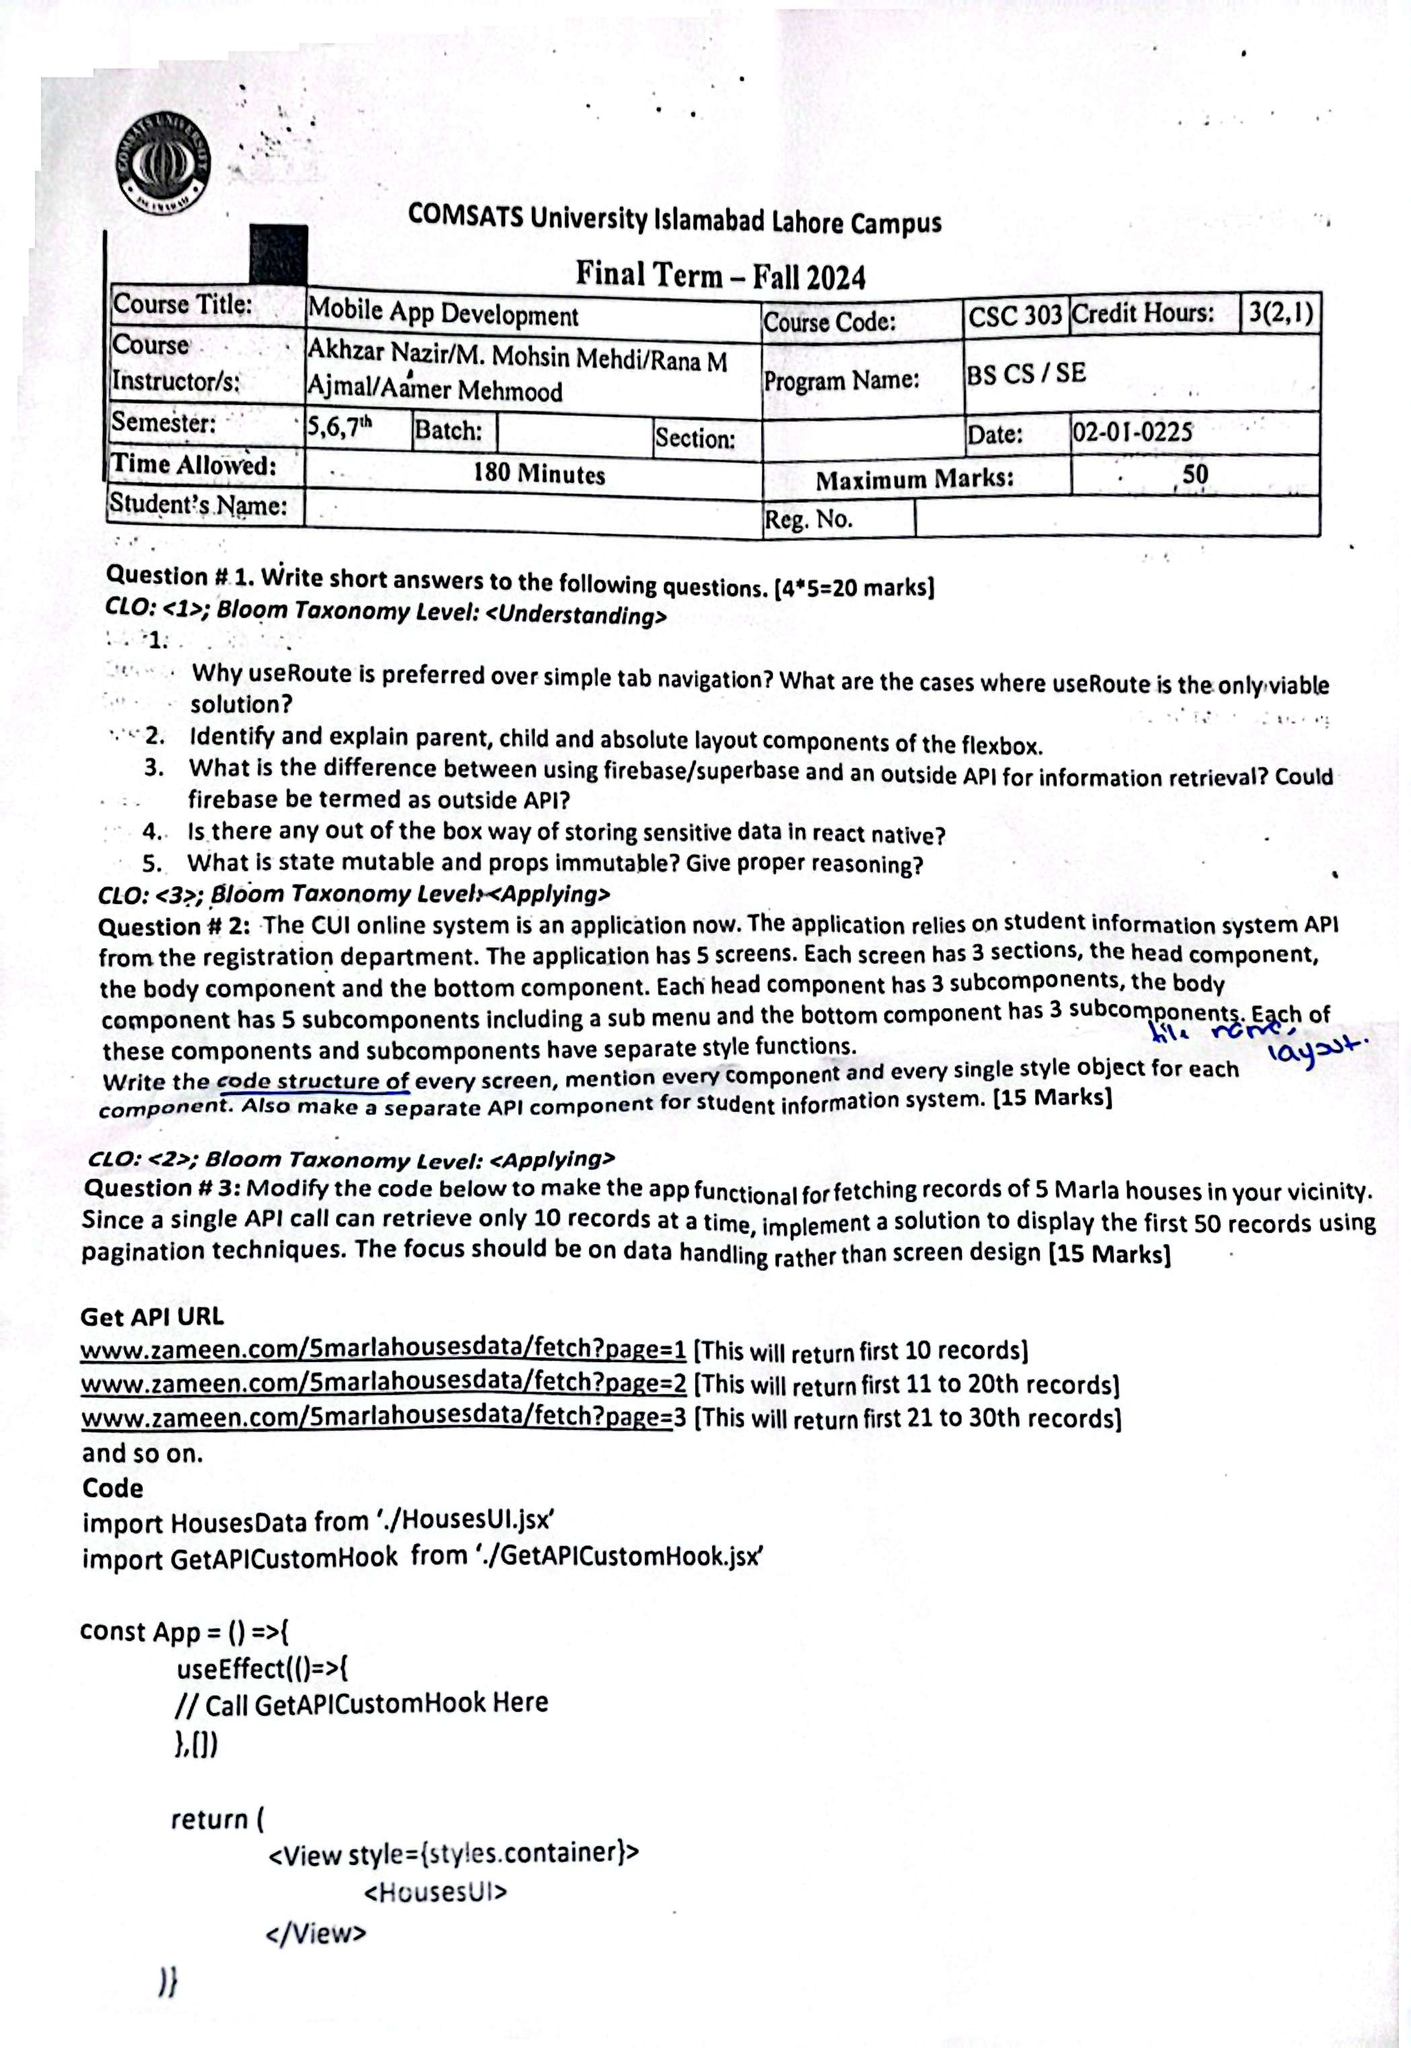 COMSATS UNIVERSITY
ISLAMABAD
COMSATS University Islamabad Lahore Campus
Final Term – Fall 2024
Course Title: Mobile App Development Course Code: CSC 303 Credit Hours: 3(2,1)
Course Instructor/s: Akhzar Nazir/M. Mohsin Mehdi/Rana M Ajmal/Aamer Mehmood Program Name: BS CS / SE
Semester: 5,6,7th Batch: Section: Date: 02-01-0225
Time Allowed: 180 Minutes Maximum Marks: 50
Student's Name: Reg. No.
Question # 1. Write short answers to the following questions. [4*5=20 marks]
CLO: <1>; Bloom Taxonomy Level: <Understanding>
1.
Why useRoute is preferred over simple tab navigation? What are the cases where useRoute is the only viable
solution?
2. Identify and explain parent, child and absolute layout components of the flexbox.
3. What is the difference between using firebase/superbase and an outside API for information retrieval? Could
firebase be termed as outside API?
4. Is there any out of the box way of storing sensitive data in react native?
5. What is state mutable and props immutable? Give proper reasoning?
CLO: <3>; Bloom Taxonomy Level: <Applying>
Question # 2: The CUI online system is an application now. The application relies on student information system API
from the registration department. The application has 5 screens. Each screen has 3 sections, the head component,
the body component and the bottom component. Each head component has 3 subcomponents, the body
component has 5 subcomponents including a sub menu and the bottom component has 3 subcomponents. Each of
these components and subcomponents have separate style functions.
file name, layout.
Write the code structure of every screen, mention every component and every single style object for each
component. Also make a separate API component for student information system. [15 Marks]
CLO: <2>; Bloom Taxonomy Level: <Applying>
Question # 3: Modify the code below to make the app functional for fetching records of 5 Marla houses in your vicinity.
Since a single API call can retrieve only 10 records at a time, implement a solution to display the first 50 records using
pagination techniques. The focus should be on data handling rather than screen design [15 Marks]
Get API URL
www.zameen.com/5marlahousesdata/fetch?page=1 [This will return first 10 records]
www.zameen.com/5marlahousesdata/fetch?page=2 [This will return first 11 to 20th records]
www.zameen.com/5marlahousesdata/fetch?page=3 [This will return first 21 to 30th records]
and so on.
Code
import HousesData from './HousesUI.jsx'
import GetAPICustomHook from './GetAPICustomHook.jsx'
const App = () =>{
useEffect(()=>{
// Call GetAPICustomHook Here
},[])
return (
<View style={styles.container}>
<HousesUI>
</View>
)}